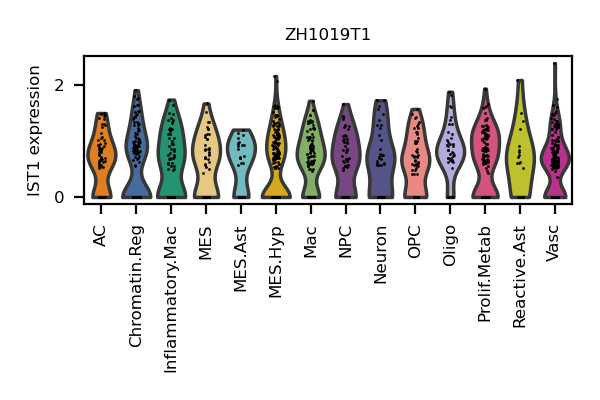 ZH1019T1
IST1 expression
2
0
AC
Chromatin.Reg
Inflammatory.Mac
MES
MES.Ast
MES.Hyp
Mac
NPC
Neuron
OPC
Oligo
Prolif.Metab
Reactive.Ast
Vasc